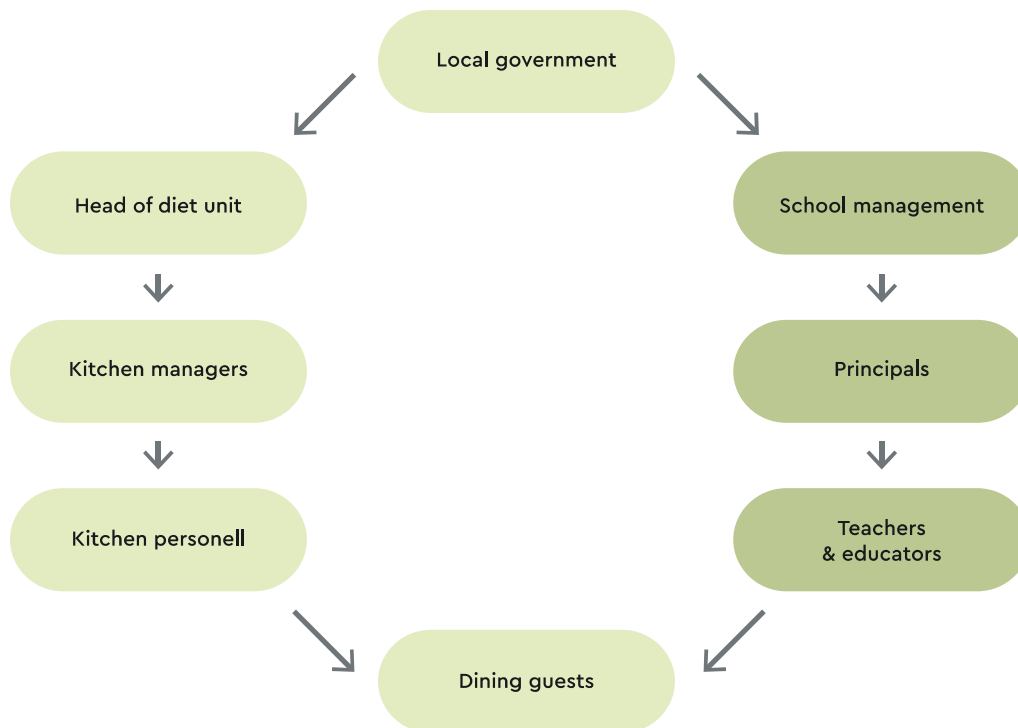 Local government
Head of diet unit
School management
Kitchen managers
Principals
Kitchen personell
Teachers
& educators
Dining guests